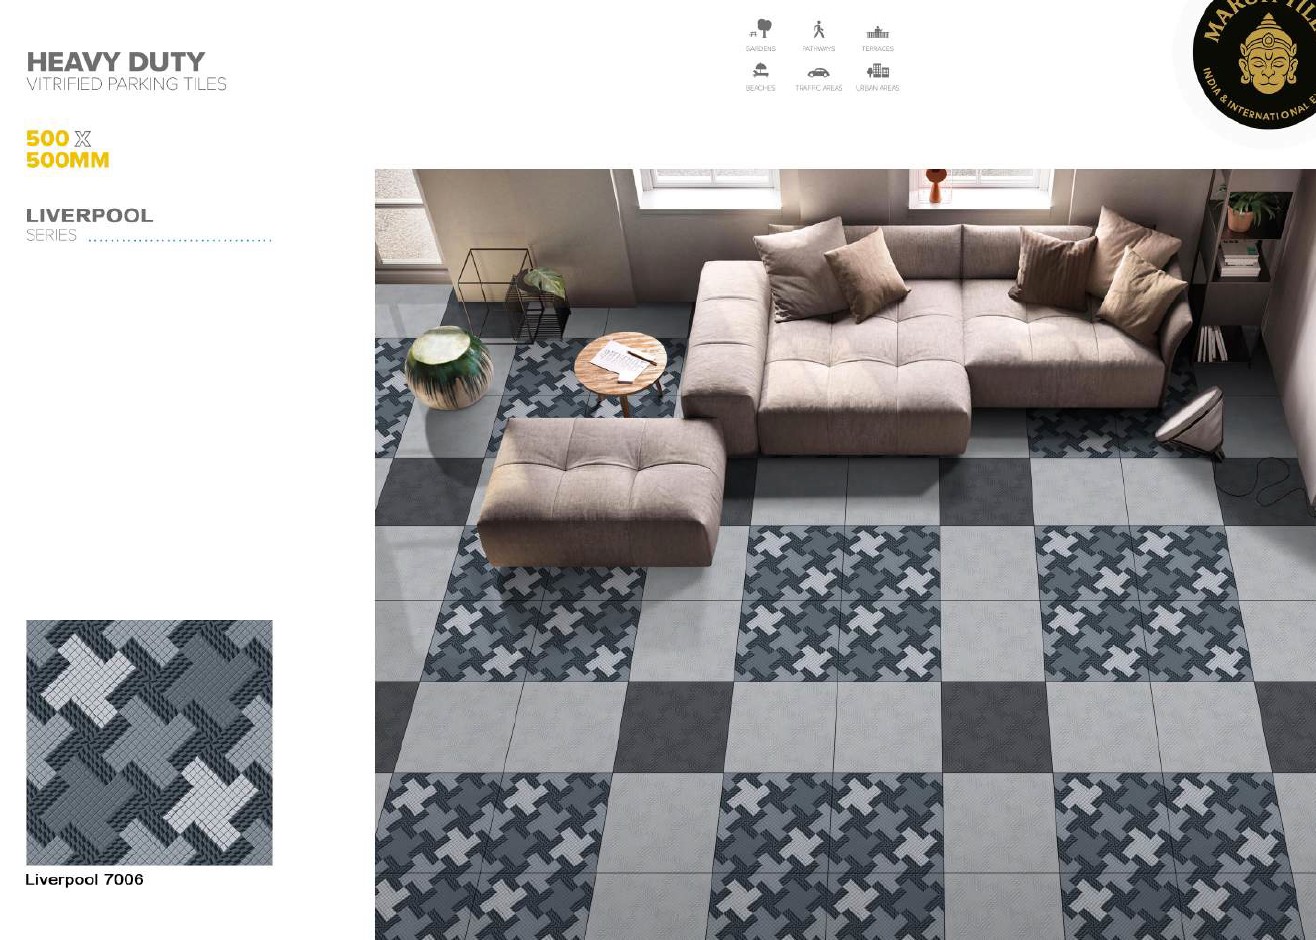 HEAVY DUTY
VITRIFIED PARKING TILES
500 X
500MM
LIVERPOOL
SERIES
GARDENS
PATHWAYS
TERRACES
BEACHES
TRAFFIC AREAS
URBAN AREAS
INDIA & INTERNATIONAL
Liverpool 7006